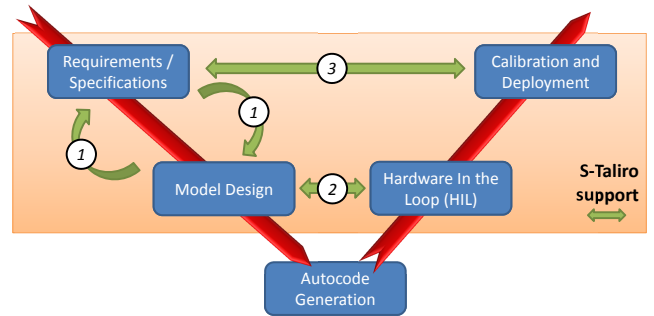 Requirements /
Specifications
3
Calibration and
Deployment
1
1
Model Design
2
Hardware In the
Loop (HIL)
S-Taliro
support
Autocode
Generation